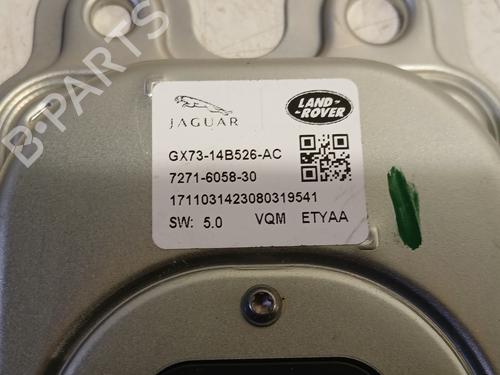 B-PARTS
JAGUAR
LAND-
ROVER
GX73-14B526-AC
7271-6058-30
1711031423080319541
SW: 5.0 VQM ETYAA